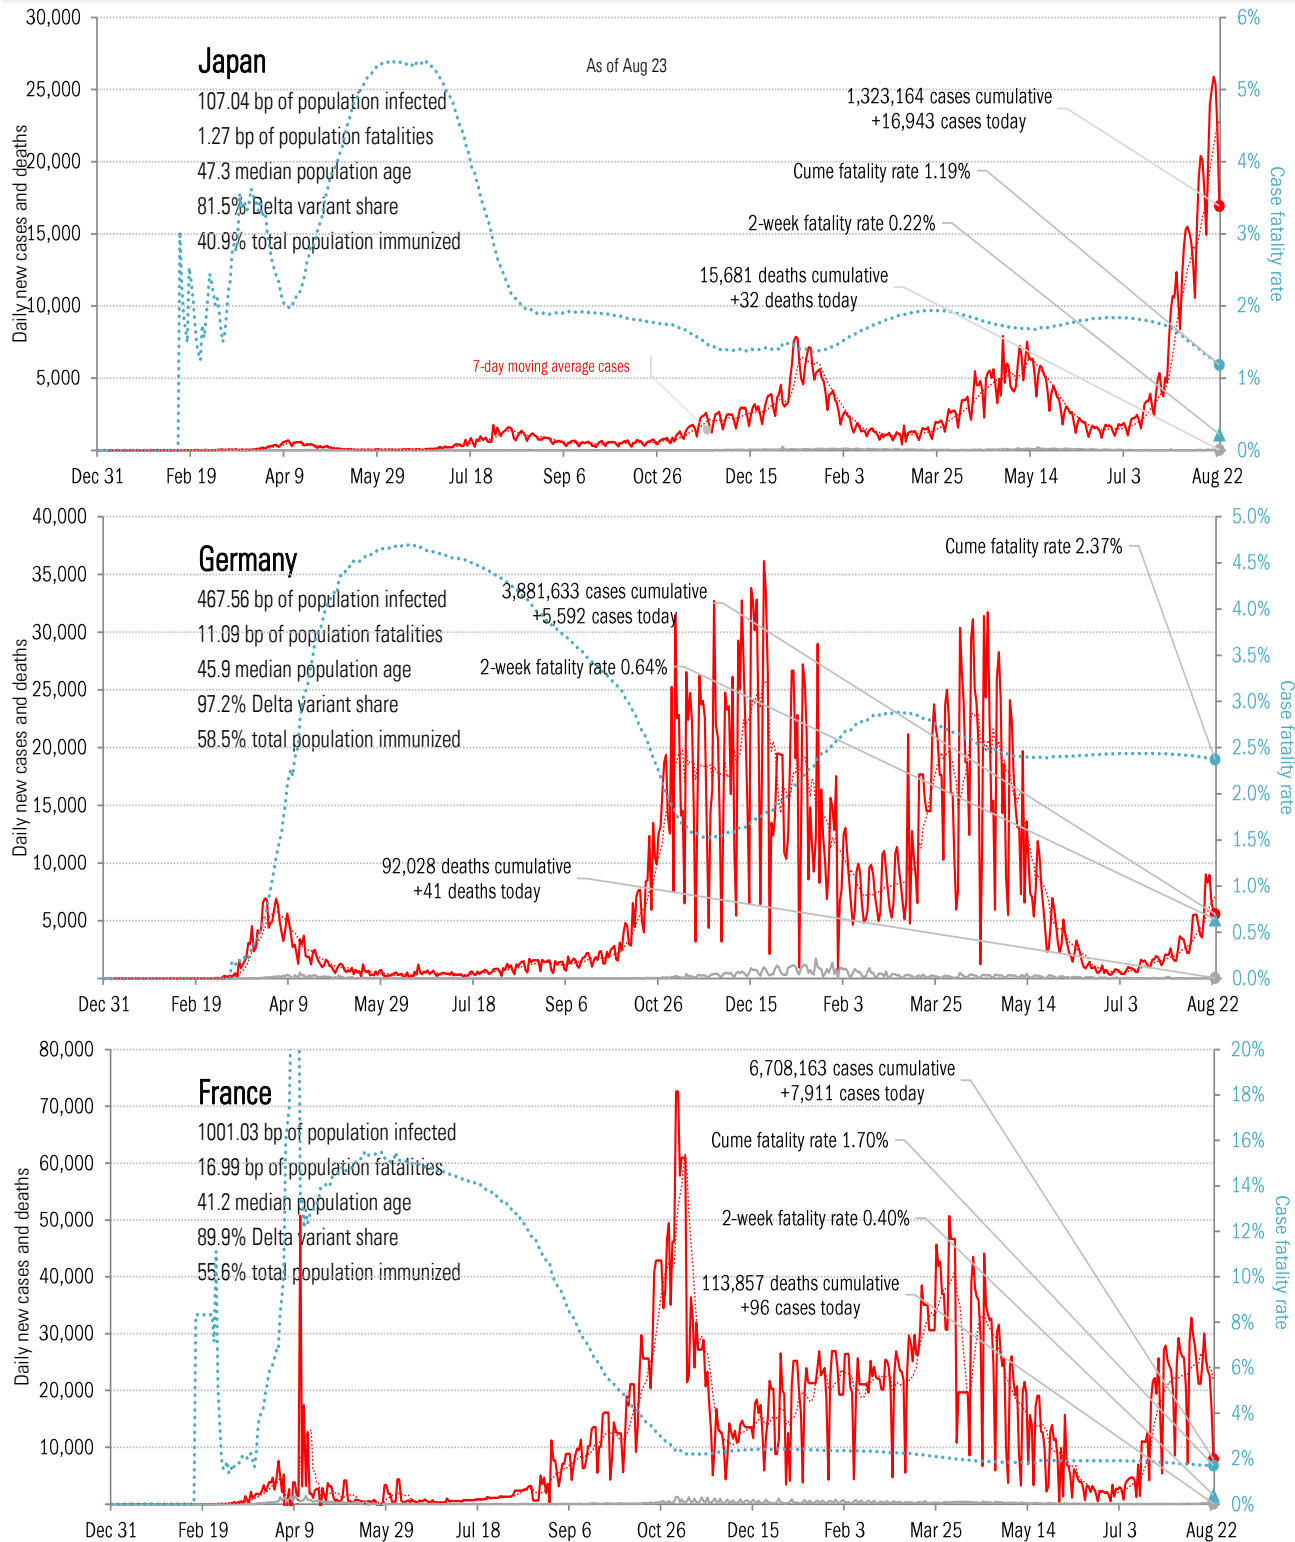 30,000
6%
Japan
As of Aug 23
107.04 bp of population infected
25,000
1,323,164 cases cumulative
+16,943 cases today
5%
1.27 bp of population fatalities
20,000
47.3 median population age
Cume fatality rate 1.19%
4%
81.5% Delta variant share
15,000
40.9% total population immunized
2-week fatality rate 0.22%
3%
10,000
15,681 deaths cumulative
+32 deaths today
2%
5,000
7-day moving average cases
1%
0%
Daily new cases and deaths
Case fatality rate
Dec 31 Feb 19 Apr 9 May 29 Jul 18 Sep 6 Oct 26 Dec 15 Feb 3 Mar 25 May 14 Jul 3 Aug 22
40,000
5.0%
Germany
Cume fatality rate 2.37%
35,000
4.5%
467.56 bp of population infected
3,881,633 cases cumulative
+5,592 cases today
4.0%
30,000
11.09 bp of population fatalities
45.9 median population age
2-week fatality rate 0.64%
3.5%
25,000
97.2% Delta variant share
3.0%
20,000
58.5% total population immunized
2.5%
15,000
2.0%
1.5%
10,000
92,028 deaths cumulative
+41 deaths today
1.0%
5,000
0.5%
0.0%
Daily new cases and deaths
Case fatality rate
Dec 31 Feb 19 Apr 9 May 29 Jul 18 Sep 6 Oct 26 Dec 15 Feb 3 Mar 25 May 14 Jul 3 Aug 22
80,000
20%
France
6,708,163 cases cumulative
+7,911 cases today
18%
70,000
1001.03 bp of population infected
Cume fatality rate 1.70%
16%
60,000
16.99 bp of population fatalities
41.2 median population age
14%
50,000
89.9% Delta variant share
2-week fatality rate 0.40%
12%
40,000
55.6% total population immunized
113,857 deaths cumulative
+96 cases today
10%
30,000
8%
6%
20,000
4%
10,000
2%
0%
Daily new cases and deaths
Case fatality rate
Dec 31 Feb 19 Apr 9 May 29 Jul 18 Sep 6 Oct 26 Dec 15 Feb 3 Mar 25 May 14 Jul 3 Aug 22